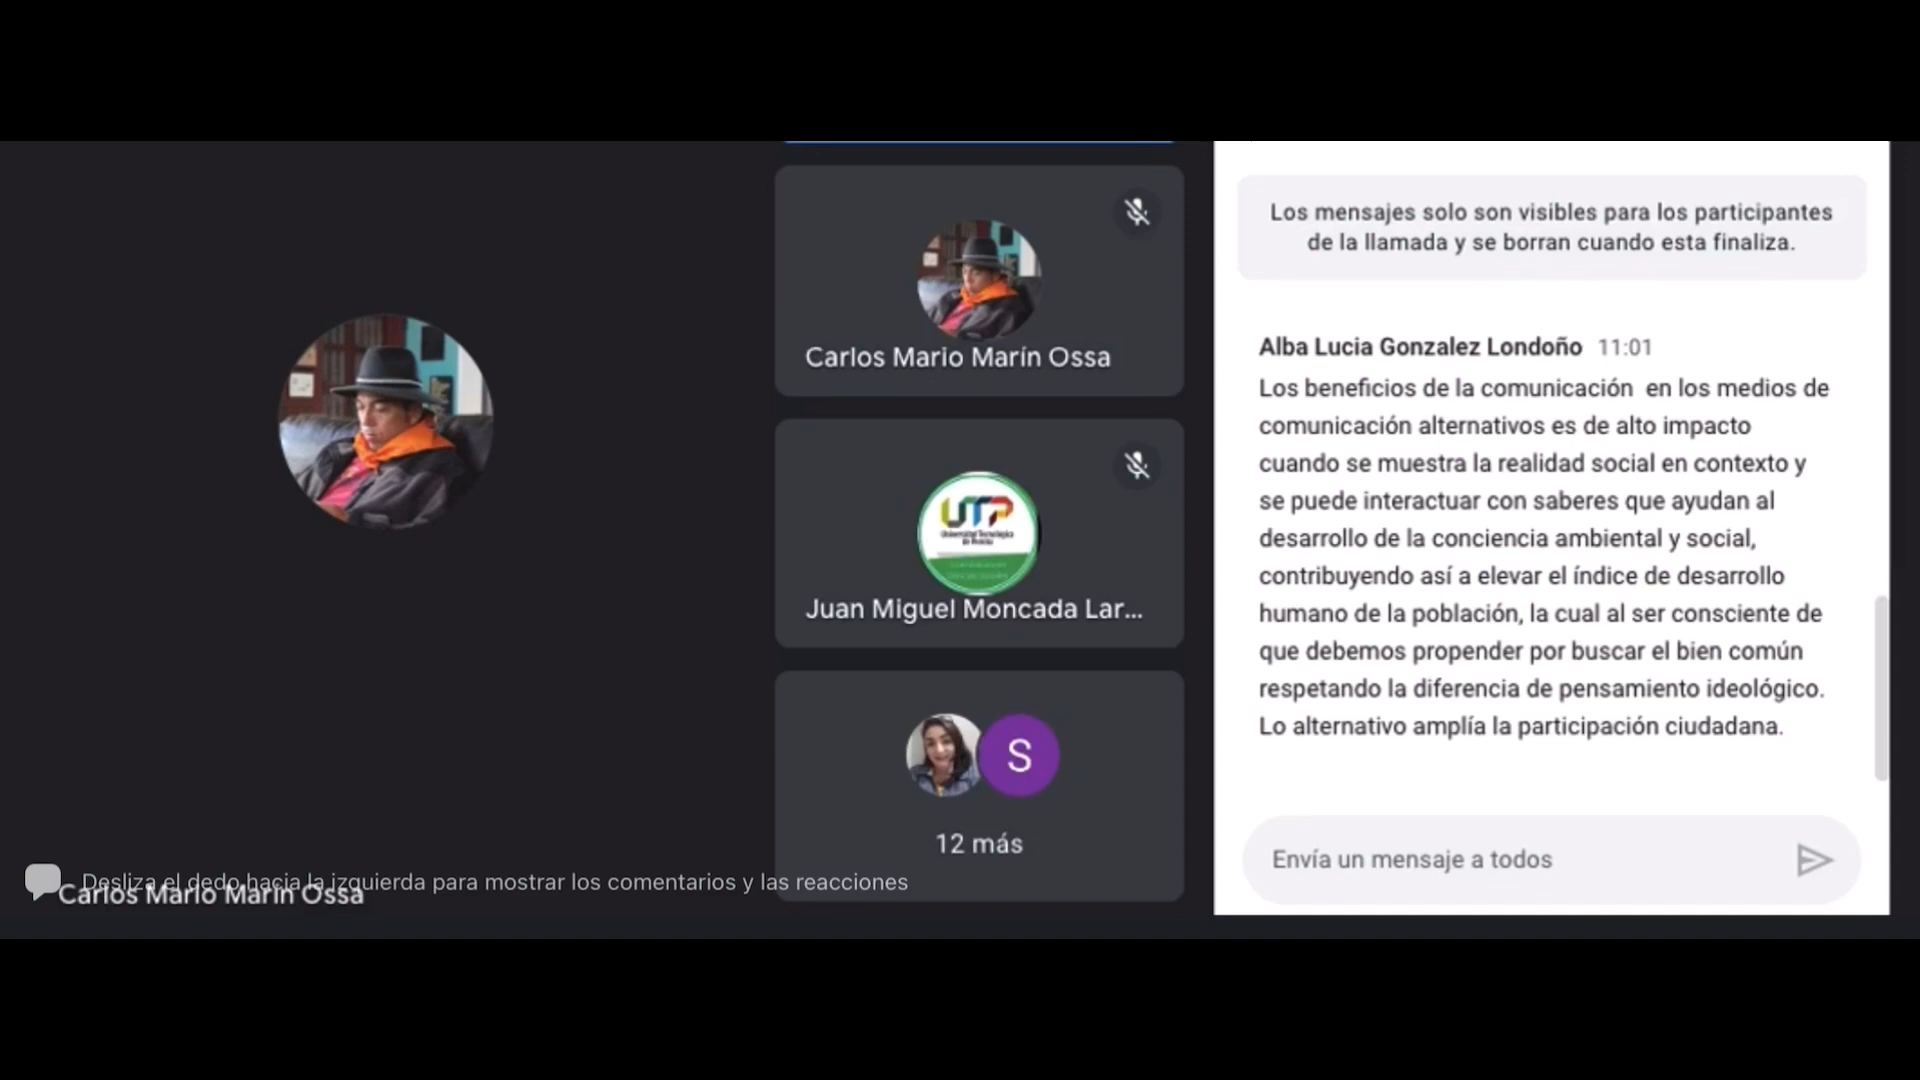 Carlos Mario Marín Ossa
UTP
Universidad Tecnológica
de Pereira
Juan Miguel Moncada Lar...
S
12 más
Desliza el dedo hacia la izquierda para mostrar los comentarios y las reacciones
Carlos Mario Marín Ossa
Los mensajes solo son visibles para los participantes
de la llamada y se borran cuando esta finaliza.
Alba Lucia Gonzalez Londoño 11:01
Los beneficios de la comunicación en los medios de
comunicación alternativos es de alto impacto
cuando se muestra la realidad social en contexto y
se puede interactuar con saberes que ayudan al
desarrollo de la conciencia ambiental y social,
contribuyendo así a elevar el índice de desarrollo
humano de la población, la cual al ser consciente de
que debemos propender por buscar el bien común
respetando la diferencia de pensamiento ideológico.
Lo alternativo amplía la participación ciudadana.
Envía un mensaje a todos